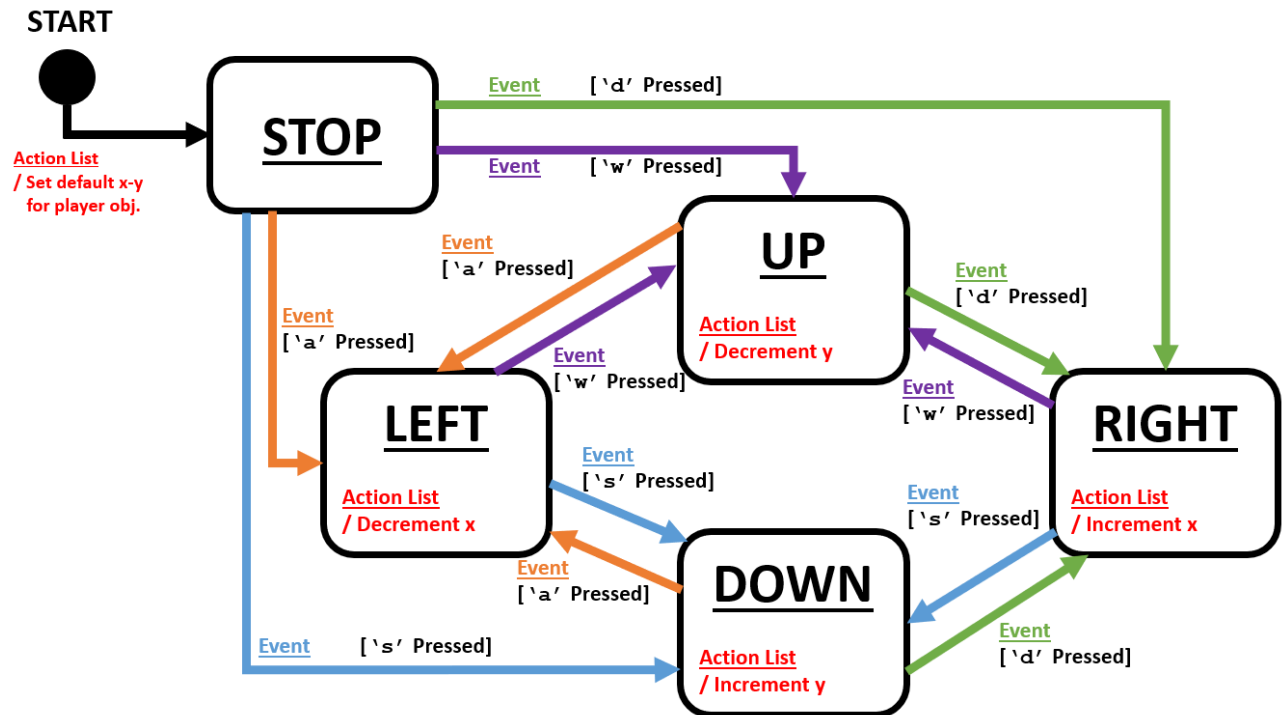 START
STOP
Action List
/ Set default x-y
for player obj.
Event [‘d’ Pressed]
Event [‘w’ Pressed]
UP
Action List
/ Decrement y
Event
[‘a’ Pressed]
Event
[‘d’ Pressed]
Event
[‘a’ Pressed]
Event
[‘w’ Pressed]
Event
[‘w’ Pressed]
LEFT
Action List
/ Decrement x
RIGHT
Action List
/ Increment x
Event
[‘s’ Pressed]
Event
[‘s’ Pressed]
Event
[‘a’ Pressed]
DOWN
Action List
/ Increment y
Event [‘s’ Pressed]
Event
[‘d’ Pressed]